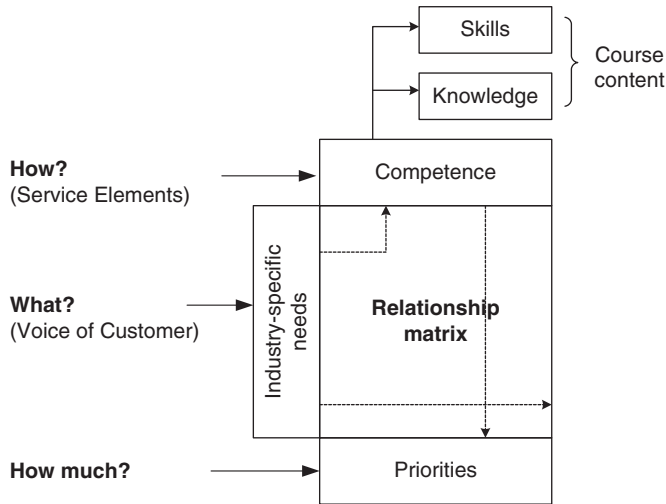 Skills
Knowledge
Course
content
How?
(Service Elements)
Competence
What?
(Voice of Customer)
Industry-specific
needs
Relationship
matrix
How much?
Priorities